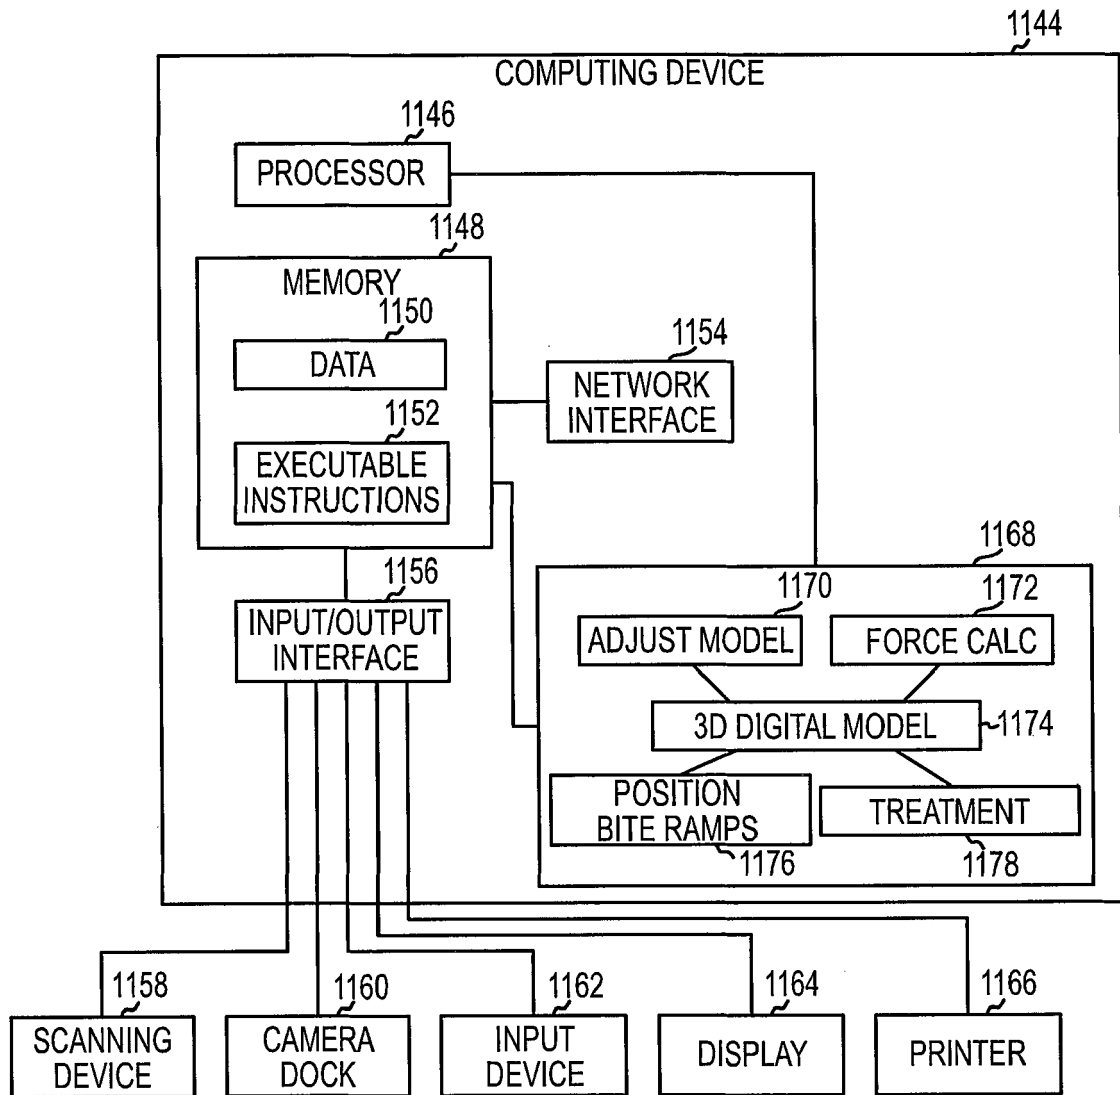 1144
COMPUTING DEVICE
1146
PROCESSOR
1148
MEMORY
1150
DATA
1154
NETWORK
INTERFACE
1152
EXECUTABLE
INSTRUCTIONS
1168
1156
INPUT/OUTPUT
INTERFACE
1170
1172
ADJUST MODEL
FORCE CALC
3D DIGITAL MODEL
1174
POSITION
BITE RAMPS
TREATMENT
1176
1178
1158
1160
1162
1164
1166
SCANNING
DEVICE
CAMERA
DOCK
INPUT
DEVICE
DISPLAY
PRINTER